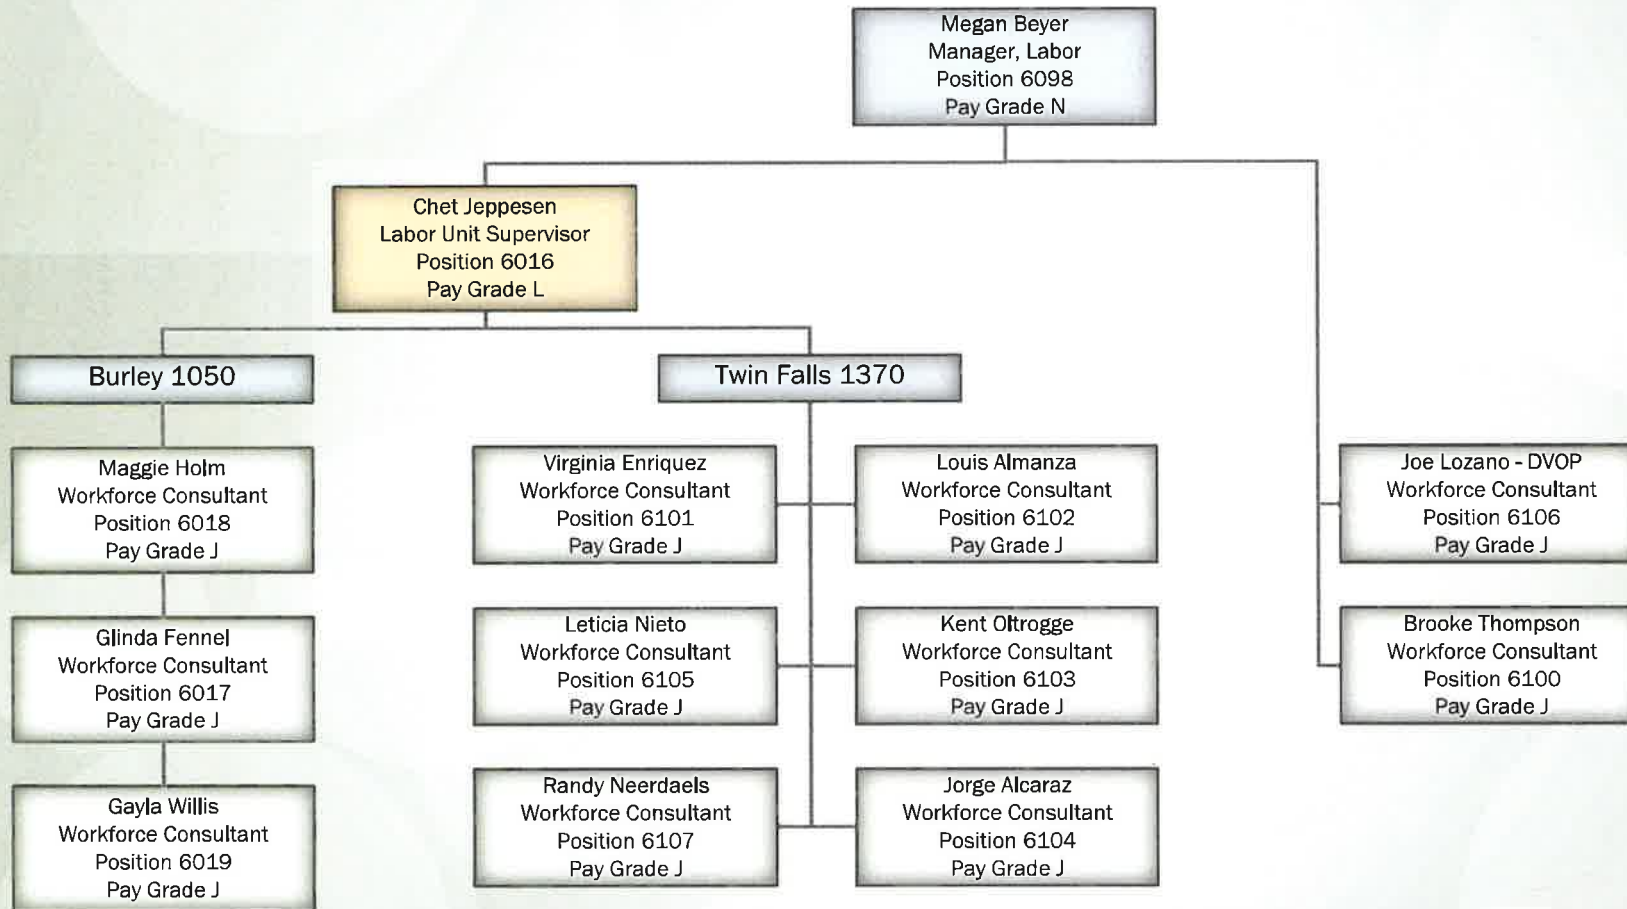 Megan Beyer
Manager, Labor
Position 6098
Pay Grade N
Chet Jeppesen
Labor Unit Supervisor
Position 6016
Pay Grade L
Burley 1050
Twin Falls 1370
Maggie Holm
Workforce Consultant
Position 6018
Pay Grade J
Virginia Enriquez
Workforce Consultant
Position 6101
Pay Grade J
Louis Almanza
Workforce Consultant
Position 6102
Pay Grade J
Joe Lozano - DVOP
Workforce Consultant
Position 6106
Pay Grade J
Glinda Fennel
Workforce Consultant
Position 6017
Pay Grade J
Leticia Nieto
Workforce Consultant
Position 6105
Pay Grade J
Kent Oltrogge
Workforce Consultant
Position 6103
Pay Grade J
Brooke Thompson
Workforce Consultant
Position 6100
Pay Grade J
Gayla Willis
Workforce Consultant
Position 6019
Pay Grade J
Randy Neerdaels
Workforce Consultant
Position 6107
Pay Grade J
Jorge Alcaraz
Workforce Consultant
Position 6104
Pay Grade J